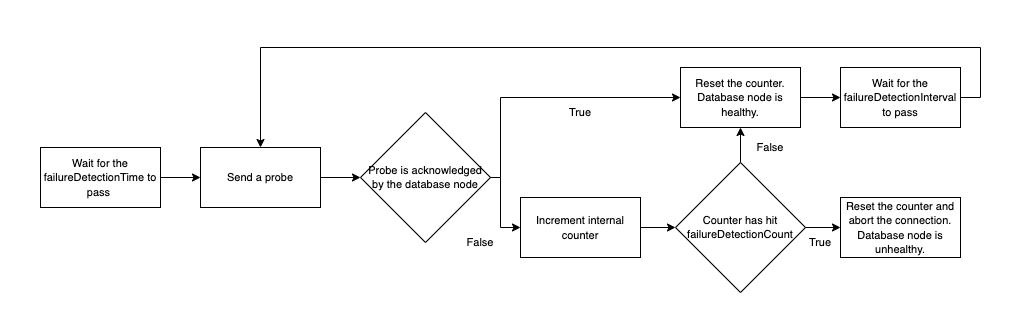 Wait for the
failureDetectionTime to
pass
Send a probe
Probe is acknowledged
by the database node
True
False
Reset the counter.
Database node is
healthy.
Wait for the
failureDetectionInterval
to pass
Increment internal
counter
Counter has hit
failureDetectionCount
False
True
Reset the counter and
abort the connection.
Database node is
unhealthy.